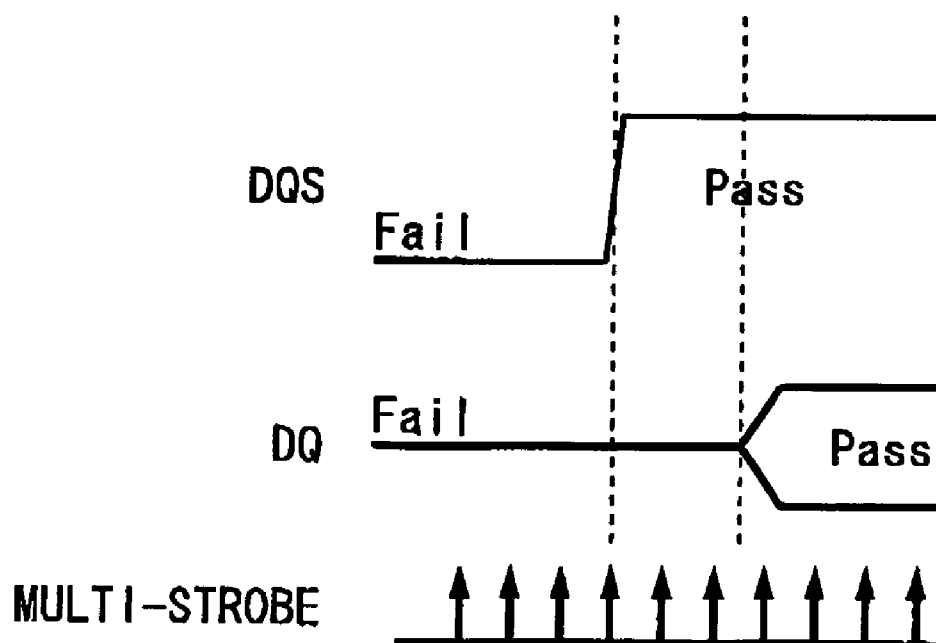 DQS
Fail
Pass
DQ
Fail
Pass
MULTI-STROBE